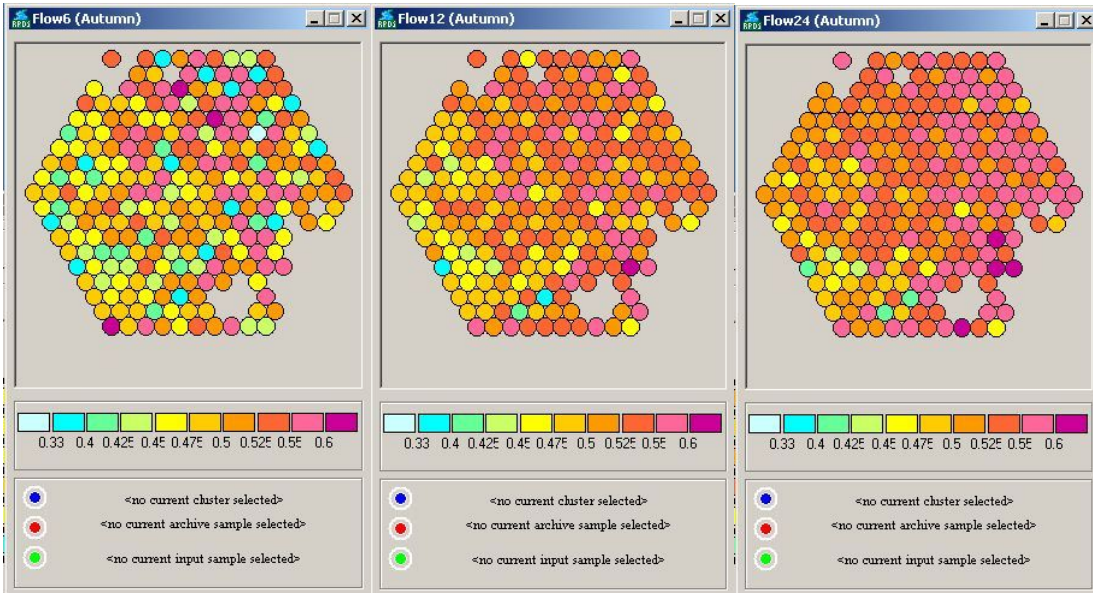 RPDS Flow6 (Autumn)
0.33 0.4 0.425 0.45 0.475 0.5 0.525 0.55 0.6
<no current cluster selected>
<no current archive sample selected>
<no current input sample selected>
RPDS Flow12 (Autumn)
0.33 0.4 0.425 0.45 0.475 0.5 0.525 0.55 0.6
<no current cluster selected>
<no current archive sample selected>
<no current input sample selected>
RPDS Flow24 (Autumn)
0.33 0.4 0.425 0.45 0.475 0.5 0.525 0.55 0.6
<no current cluster selected>
<no current archive sample selected>
<no current input sample selected>